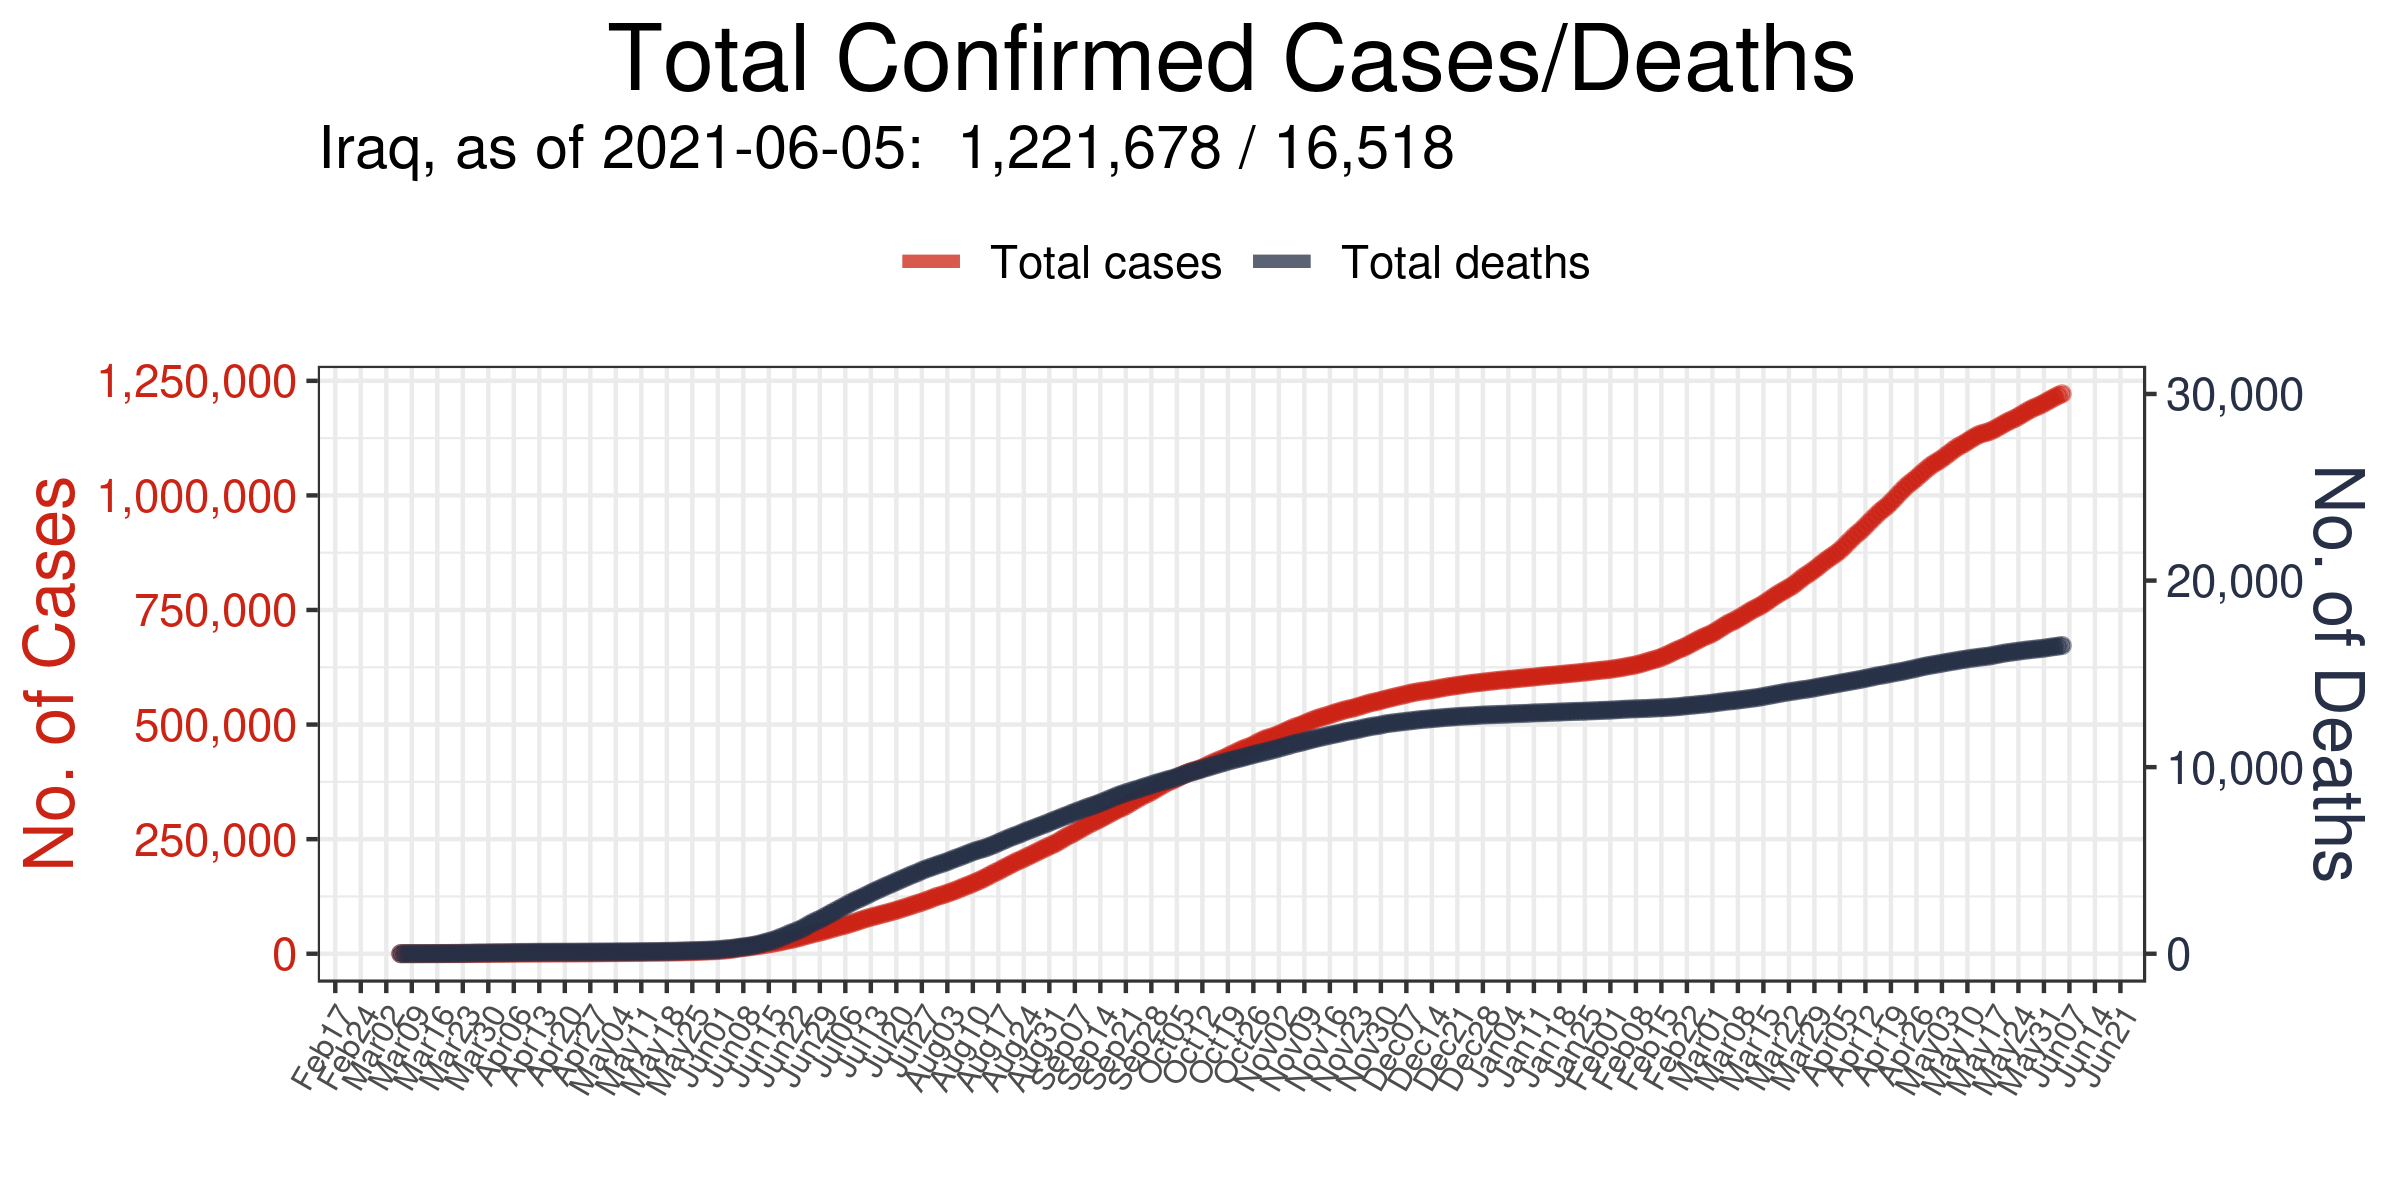 Total Confirmed Cases/Deaths
Iraq, as of 2021-06-05:  1,221,678 / 16,518
Total cases
Total deaths
No. of Cases
1,250,000
1,000,000
750,000
500,000
250,000
0
30,000
20,000
10,000
0
No. of Deaths
Feb17
Feb24
Mar02
Mar09
Mar16
Mar23
Mar30
Apr06
Apr13
Apr20
Apr27
May04
May11
May18
May25
Jun01
Jun08
Jun15
Jun22
Jun29
Jul06
Jul13
Jul20
Jul27
Aug03
Aug10
Aug17
Aug24
Aug31
Sep07
Sep14
Sep21
Sep28
Oct05
Oct12
Oct19
Oct26
Nov02
Nov09
Nov16
Nov23
Nov30
Dec07
Dec14
Dec21
Dec28
Jan04
Jan11
Jan18
Jan25
Feb01
Feb08
Feb15
Feb22
Mar01
Mar08
Mar15
Mar22
Mar29
Apr05
Apr12
Apr19
Apr26
May03
May10
May17
May24
May31
Jun07
Jun14
Jun21